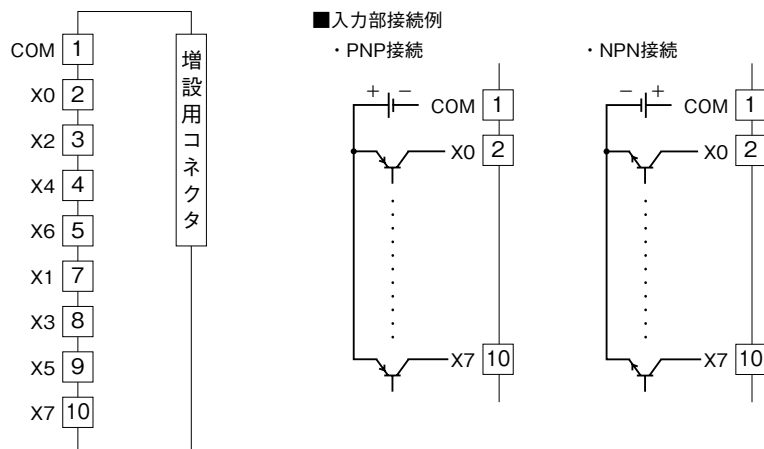 COM 1
X0 2
X2 3
X4 4
X6 5
X1 7
X3 8
X5 9
X7 10
増設用コネクタ
■入力部接続例
・PNP接続
+ −
COM 1
X0 2
X7 10
・NPN接続
− +
COM 1
X0 2
X7 10